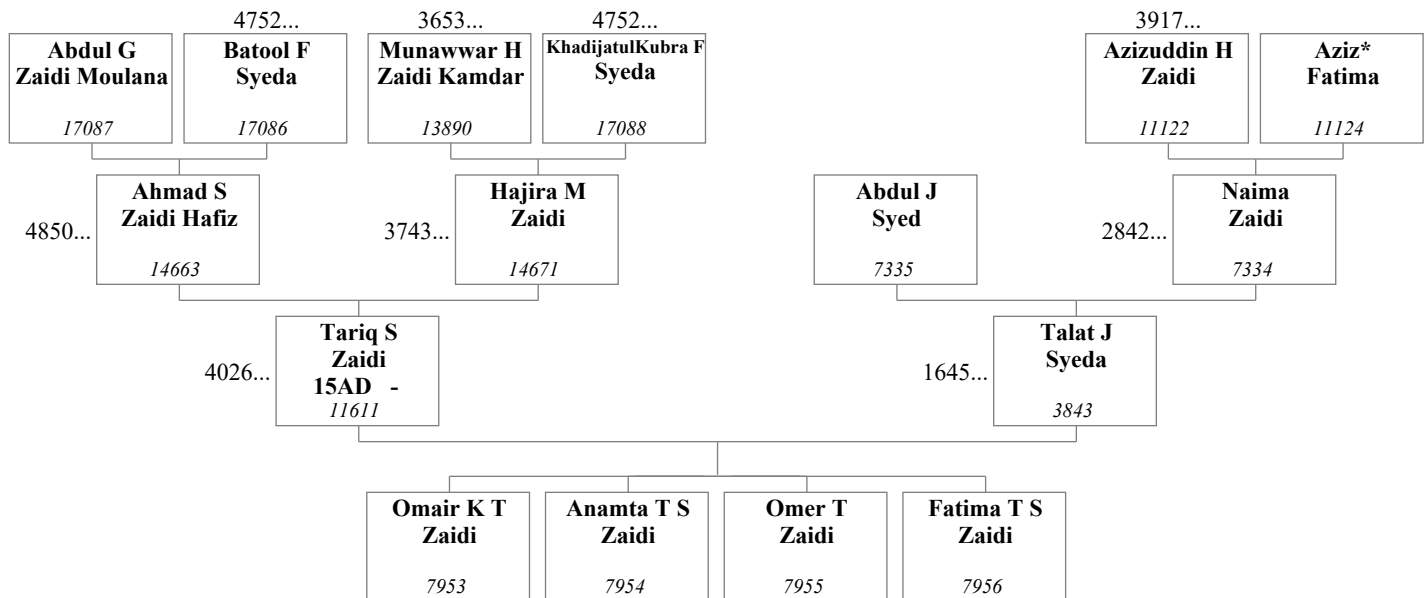 4752...
3653...
4752...
3917...
Abdul G
Zaidi Moulana
17087
Batool F
Syeda
17086
Munawwar H
Zaidi Kamdar
13890
KhadijatulKubra F
Syeda
17088
Azizuddin H
Zaidi
11122
Aziz*
Fatima
11124
4850...
Ahmad S
Zaidi Hafiz
14663
3743...
Hajira M
Zaidi
14671
Abdul J
Syed
7335
2842...
Naima
Zaidi
7334
4026...
Tariq S
Zaidi
15AD -
11611
1645...
Talat J
Syeda
3843
Omair K T
Zaidi
7953
Anamta T S
Zaidi
7954
Omer T
Zaidi
7955
Fatima T S
Zaidi
7956